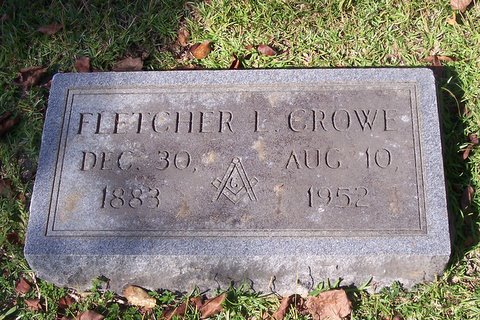 FLETCHER L. CROWE
DEC. 30, AUG. 10,
1883 G 1952